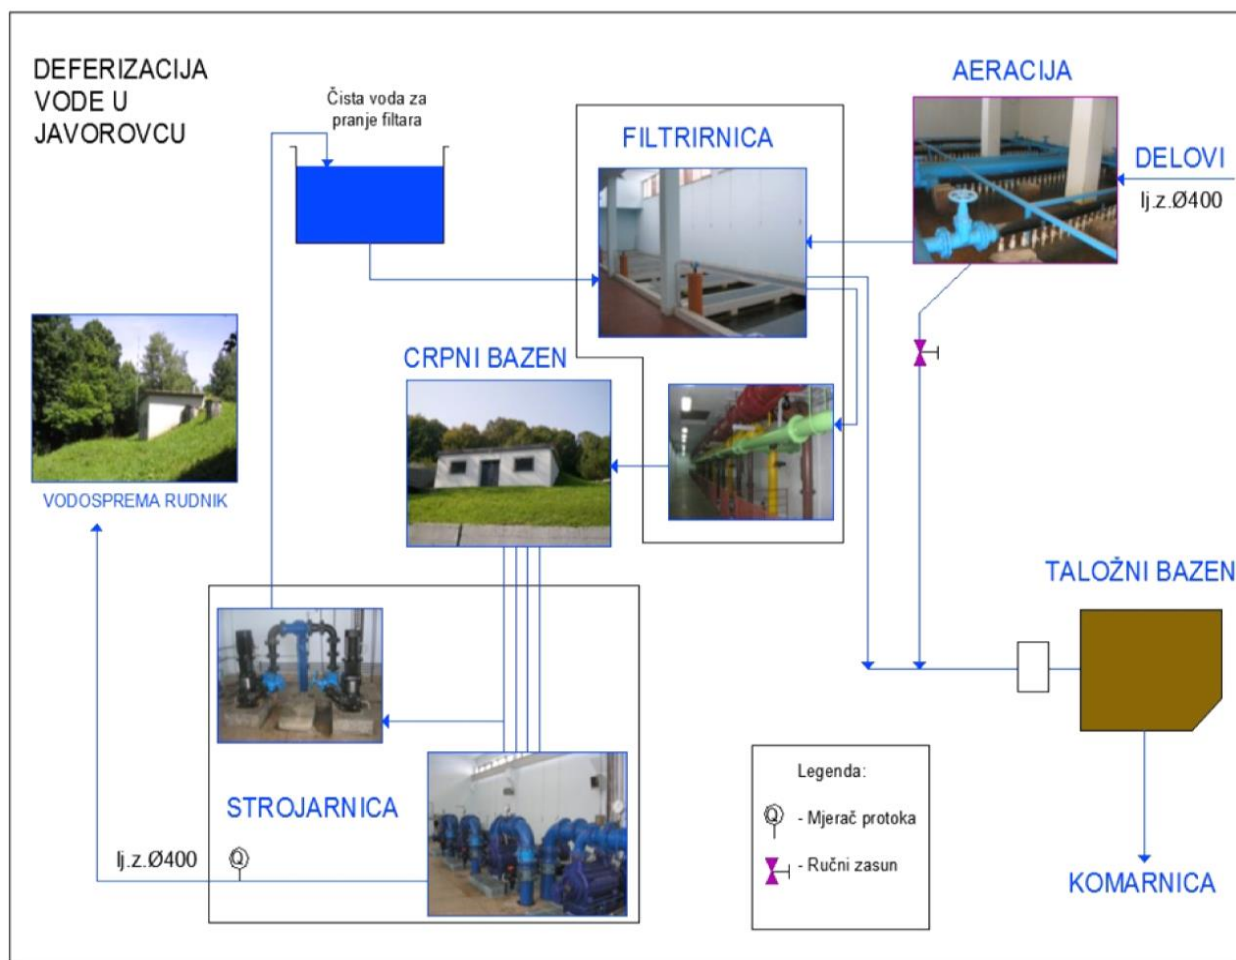 DEFERIZACIJA
VODE U
JAVOROVCU
Čista voda za
pranje filtara
FILTRIRNICA
AERACIJA
DELOVI
lj.z.Ø400
CRPNI BAZEN
VODOSPREMA RUDNIK
TALOŽNI BAZEN
STROJARNICA
lj.z.Ø400
Q
Legenda:
Q - Mjerač protoka
- Ručni zasun
KOMARNICA